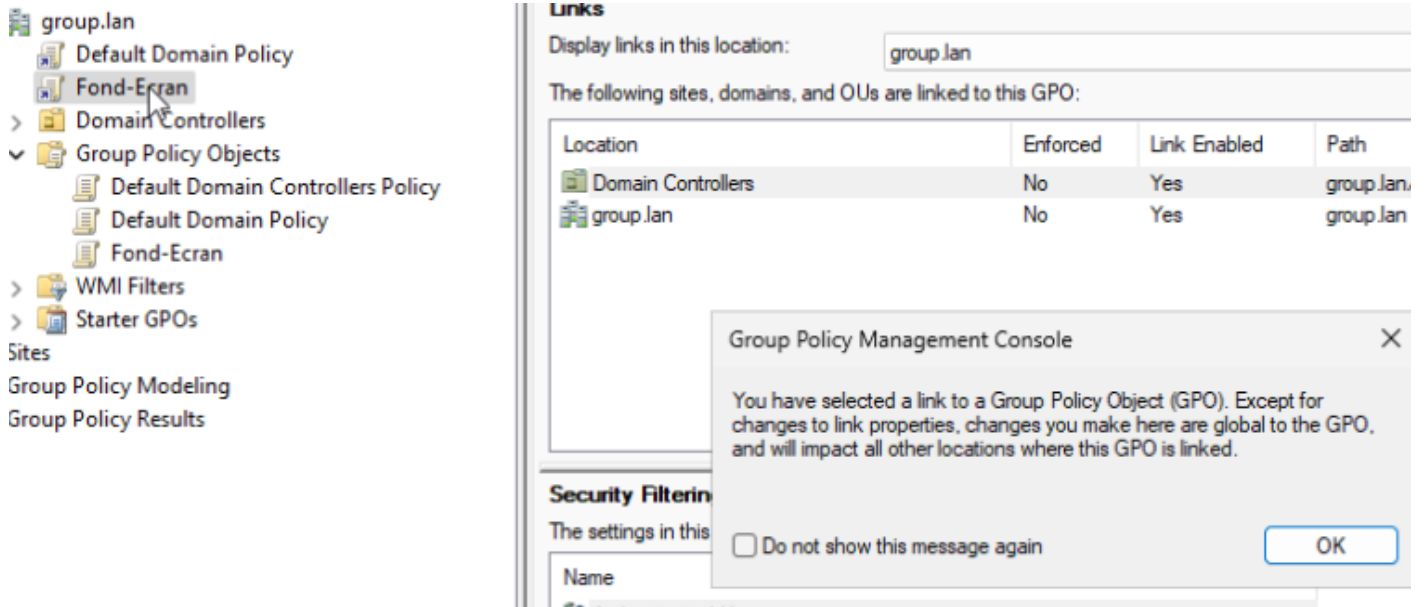 group.lan
Default Domain Policy
Fond-Ecran
Domain Controllers
Group Policy Objects
Default Domain Controllers Policy
Default Domain Policy
Fond-Ecran
WMI Filters
Starter GPOs
Sites
Group Policy Modeling
Group Policy Results
Links
Display links in this location:
group.lan
The following sites, domains, and OUs are linked to this GPO:
Location Enforced Link Enabled Path
Domain Controllers No Yes group.lan
group.lan No Yes group.lan
Group Policy Management Console
You have selected a link to a Group Policy Object (GPO). Except for
changes to link properties, changes you make here are global to the GPO,
and will impact all other locations where this GPO is linked.
Do not show this message again
OK
Security Filterin
The settings in this
Name